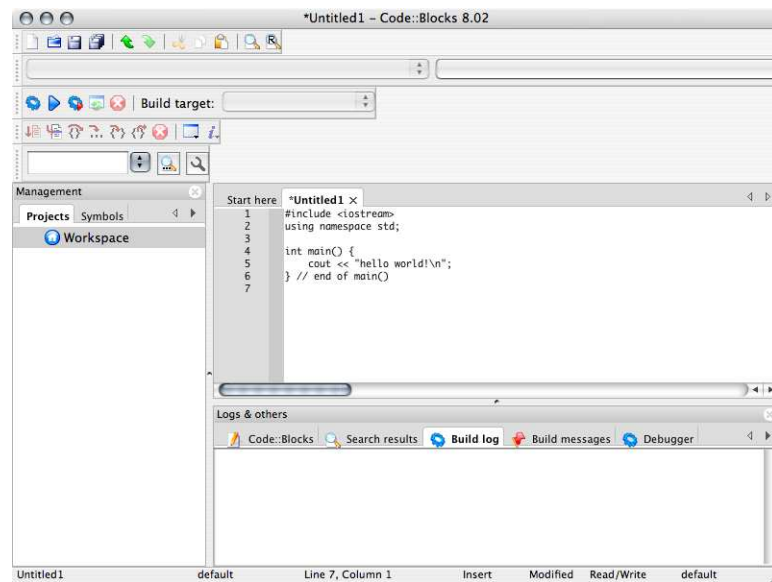 *Untitled1 – Code::Blocks 8.02
Build target:
Management
Projects Symbols
Workspace
Start here *Untitled1
1 #include <iostream>
2 using namespace std;
3
4 int main() {
5 cout << "hello world!\n";
6 } // end of main()
7
Logs & others
Code::Blocks Search results Build log Build messages Debugger
Untitled1 default Line 7, Column 1 Insert Modified Read/Write default